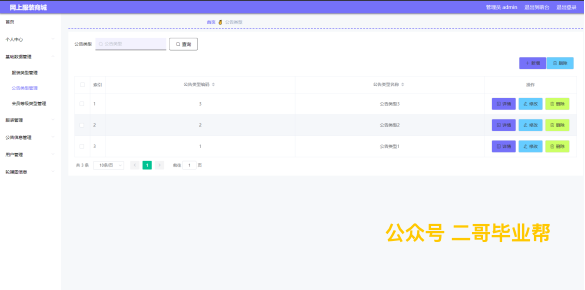 网上服装商城
管理员 admin 退出到前台 退出登录
首页
首页 公告类型
个人中心
公告类型 公告类型 查询
基础数据管理
新增 删除
服装类型管理
公告类型管理
会员等级类型管理
索引 公告类型编码 公告类型名称 操作
1 3 公告类型3 详情 修改 删除
2 2 公告类型2 详情 修改 删除
3 1 公告类型1 详情 修改 删除
服装管理
公告信息管理
用户管理
轮播图信息
共 3 条 10条/页 1 前往 1 页
公众号 二哥毕业帮